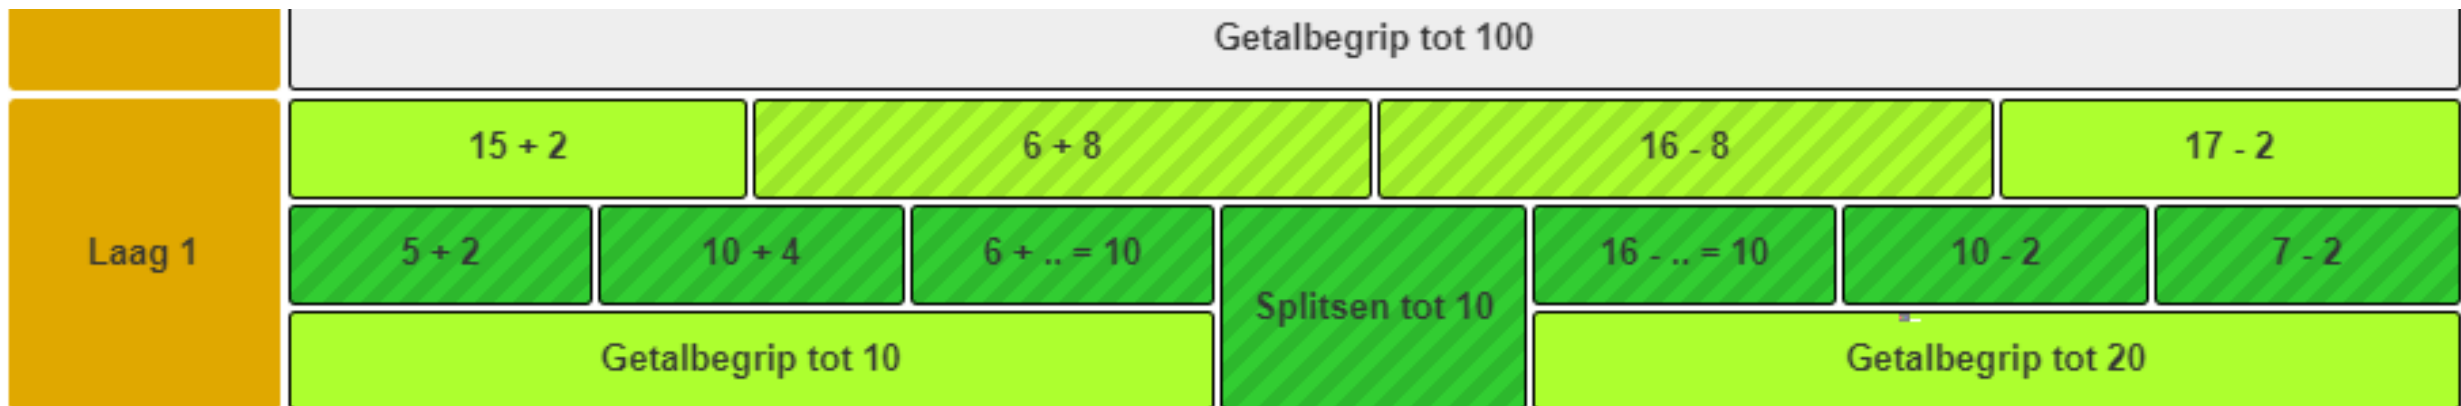 Getalbegrip tot 100
15 + 2
6 + 8
16 - 8
17 - 2
Laag 1
5 + 2
10 + 4
6 + .. = 10
Splitsen tot 10
16 - .. = 10
10 - 2
7 - 2
Getalbegrip tot 10
Getalbegrip tot 20